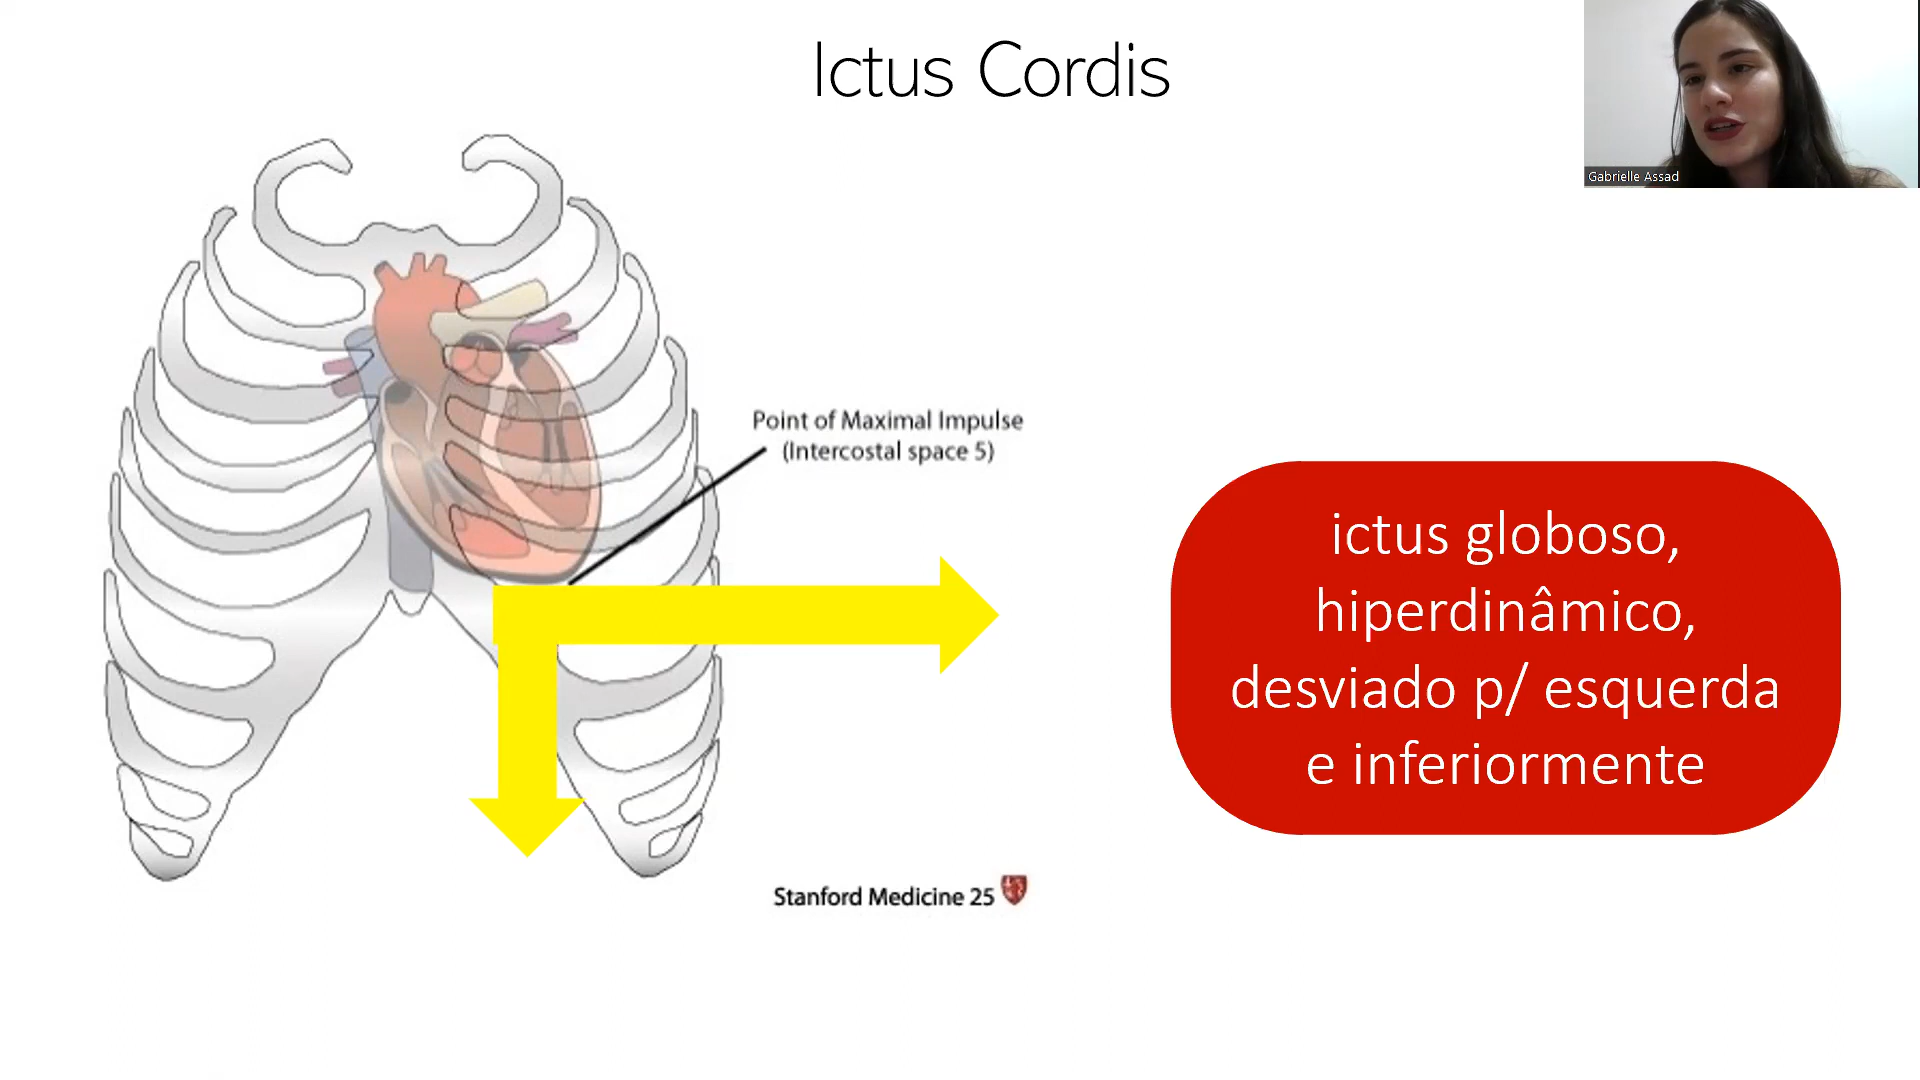 Ictus Cordis
Gabrielle Assad
Point of Maximal Impulse
(Intercostal space 5)
ictus globoso,
hiperdinâmico,
desviado p/ esquerda
e inferiormente
Stanford Medicine 25